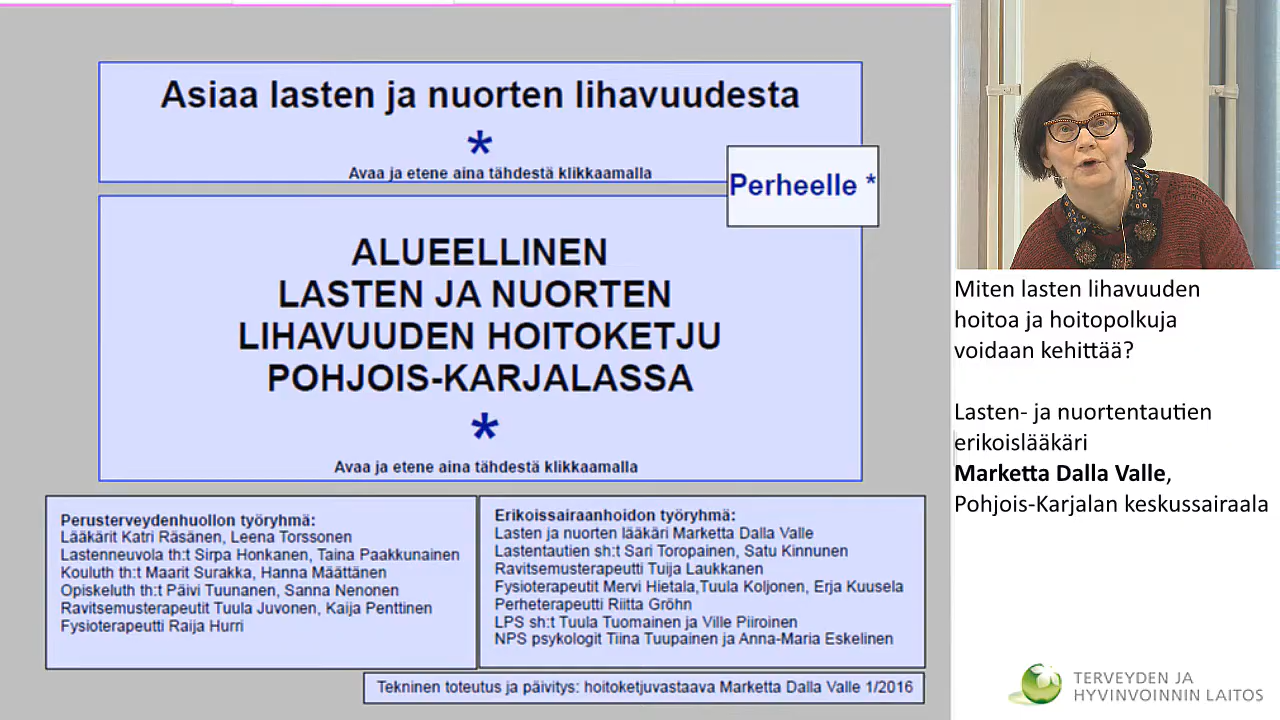 Asiaa lasten ja nuorten lihavuudesta
*
Avaa ja etene aina tähdestä klikkaamalla
Perheelle *
ALUEELLINEN
LASTEN JA NUORTEN
LIHAVUUDEN HOITOKETJU
POHJOIS-KARJALASSA
*
Avaa ja etene aina tähdestä klikkaamalla
Perusterveydenhuollon työryhmä:
Lääkärit Katri Räsänen, Leena Torssonen
Lastenneuvola th:t Sirpa Honkanen, Taina Paakkunainen
Kouluth th:t Maarit Surakka, Hanna Määttänen
Opiskeluth th:t Päivi Tuunanen, Sanna Nenonen
Ravitsemusterapeutit Tuula Juvonen, Kaija Penttinen
Fysioterapeutti Raija Hurri
Erikoissairaanhoidon työryhmä:
Lasten ja nuorten lääkäri Marketta Dalla Valle
Lastentautien sh:t Sari Toropainen, Satu Kinnunen
Ravitsemusterapeutti Tuija Laukkanen
Fysioterapeutit Mervi Hietala,Tuula Koljonen, Erja Kuusela
Perheterapeutti Riitta Gröhn
LPS sh:t Tuula Tuomainen ja Ville Piiroinen
NPS psykologit Tiina Tuupainen ja Anna-Maria Eskelinen
Tekninen toteutus ja päivitys: hoitoketjuvastaava Marketta Dalla Valle 1/2016
Miten lasten lihavuuden
hoitoa ja hoitopolkuja
voidaan kehittää?
Lasten- ja nuortentautien
erikoislääkäri
Marketta Dalla Valle,
Pohjois-Karjalan keskussairaala
TERVEYDEN JA
HYVINVOINNIN LAITOS